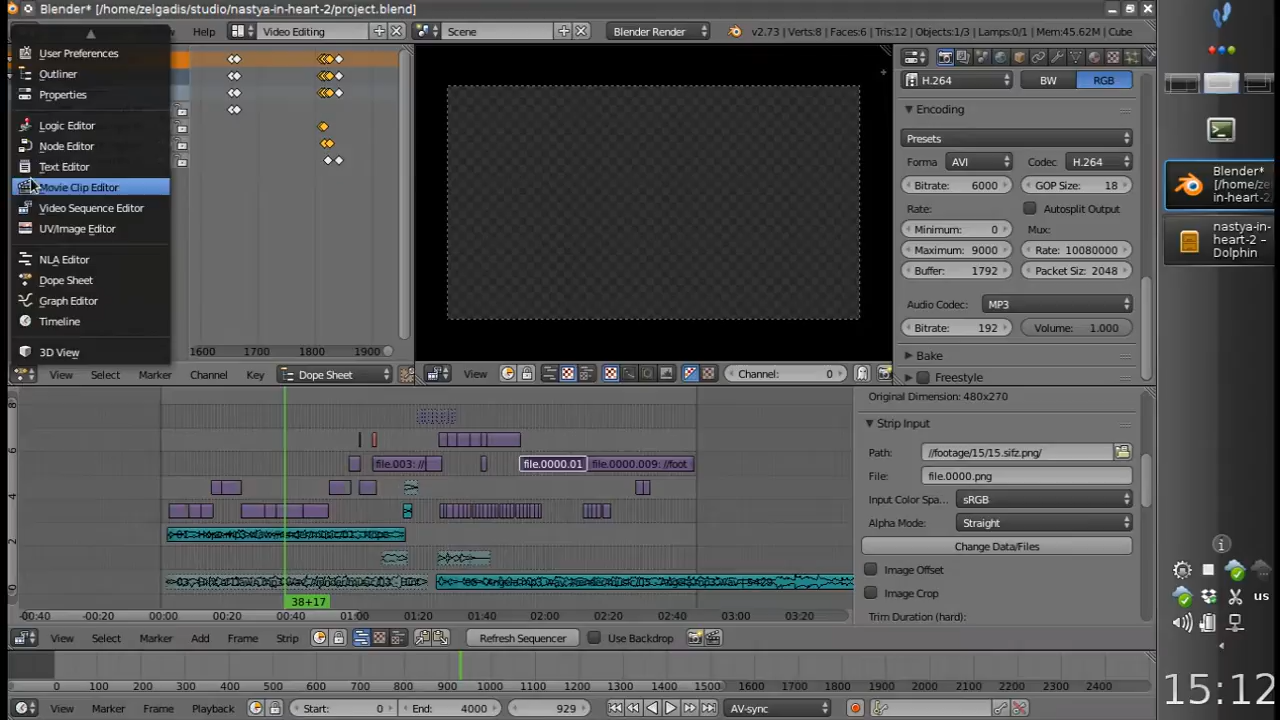 Blender* [/home/zelgadis/studio/nastya-in-heart-2/project.blend]
Help
Video Editing
Scene
Blender Render
v2.73 | Verts:8 | Faces:6 | Tris:12 | Objects:1/3 | Lamps:0/1 | Mem:45.62M | Cube
User Preferences
Outliner
Properties
Logic Editor
Node Editor
Text Editor
Movie Clip Editor
Video Sequence Editor
UV/Image Editor
NLA Editor
Dope Sheet
Graph Editor
Timeline
3D View
1600 1700 1800 1900
View Select Marker Channel Key Dope Sheet
View Channel: 0
H.264 BW RGB
Encoding
Presets
Forma AVI Codec: H.264
Bitrate: 6000 GOP Size: 18
Rate: Autosplit Output
Minimum: 0 Mux:
Maximum: 9000 Rate: 10080000
Buffer: 1792 Packet Siz: 2048
Audio Codec: MP3
Bitrate: 192 Volume: 1.000
Bake
Freestyle
Original Dimension: 480x270
Strip Input
Path: //footage/15/15.sifz.png/
File: file.0000.png
Input Color Spa... sRGB
Alpha Mode: Straight
Change Data/Files
Image Offset
Image Crop
Trim Duration (hard):
8
6
4
2
0
file.003: //
file.0000.01
file.0000.009: //foot
38+17
-00:40 -00:20 00:00 00:20 00:40 01:00 01:20 01:40 02:00 02:20 02:40 03:00 03:20
View Select Marker Add Frame Strip Refresh Sequencer Use Backdrop
0 100 200 300 400 500 600 700 800 900 1000 1100 1200 1300 1400 1500 1600 1700 1800 1900 2000 2100 2200 2300 2400
View Marker Frame Playback Start: 0 End: 4000 929 AV-sync
Blender*
[/home/ze
in-heart-2/
nastya-in-
heart-2 –
Dolphin
us
15:12